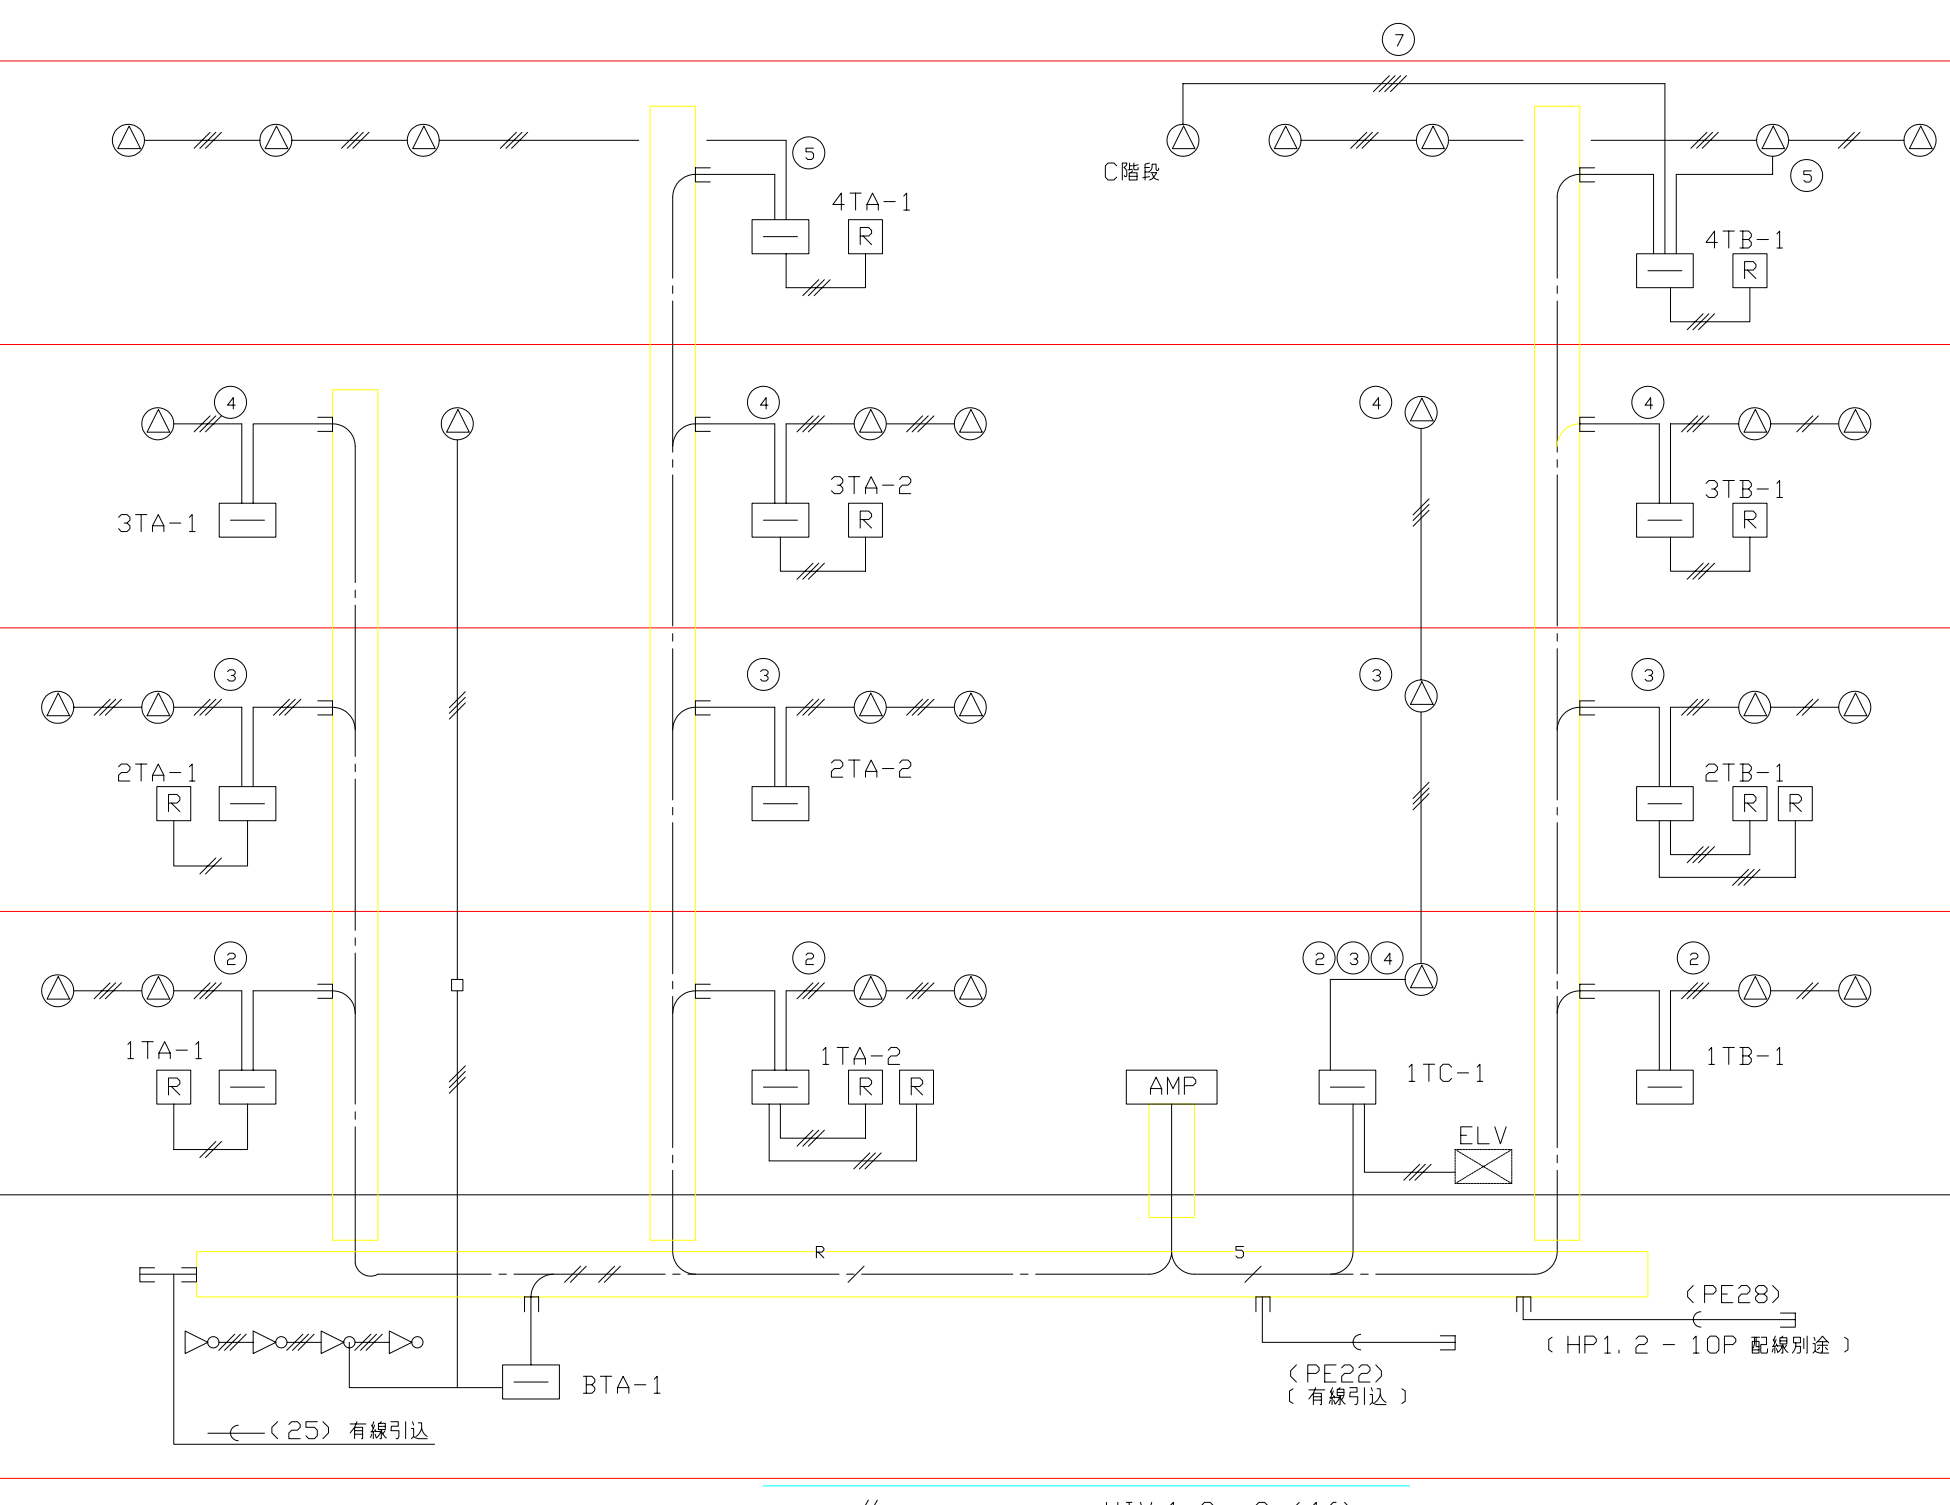 7
5
C階段
5
4TA-1
R
4TB-1
R
4
4
4
4
3TA-1
3TA-2
R
3TB-1
R
3
3
3
3
2TA-1
R
2TA-2
2TB-1
R R
2
2
2 3 4
2
1TA-1
R
1TA-2
R R
AMP
1TC-1
1TB-1
ELV
R
5
(PE28)
( HP1.2 - 10P 配線別途 )
(PE22)
( 有線引込 )
BTA-1
(25) 有線引込